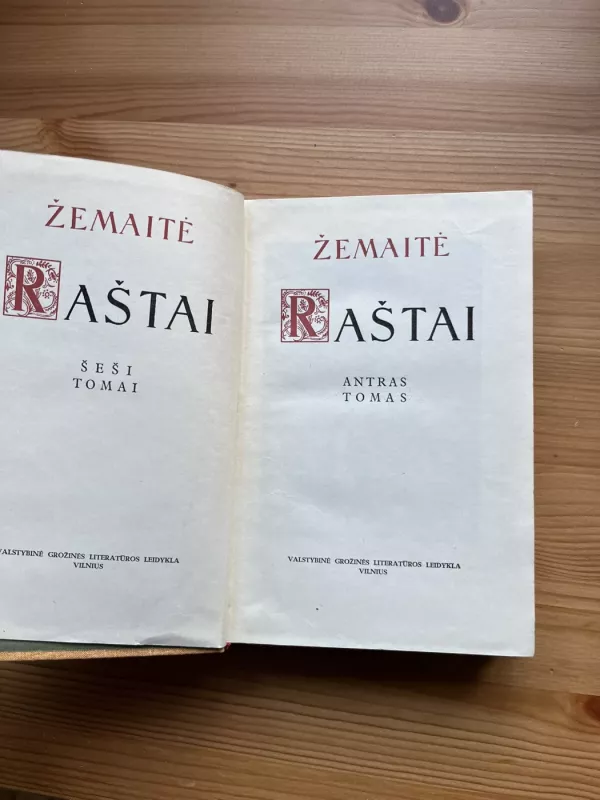 ŽEMAITĖ
RAŠTAI
ŠEŠI
TOMAI
VALSTYBINĖ GROŽINĖS LITERATŪROS LEIDYKLA
VILNIUS
ŽEMAITĖ
RAŠTAI
ANTRAS
TOMAS
VALSTYBINĖ GROŽINĖS LITERATŪROS LEIDYKLA
VILNIUS